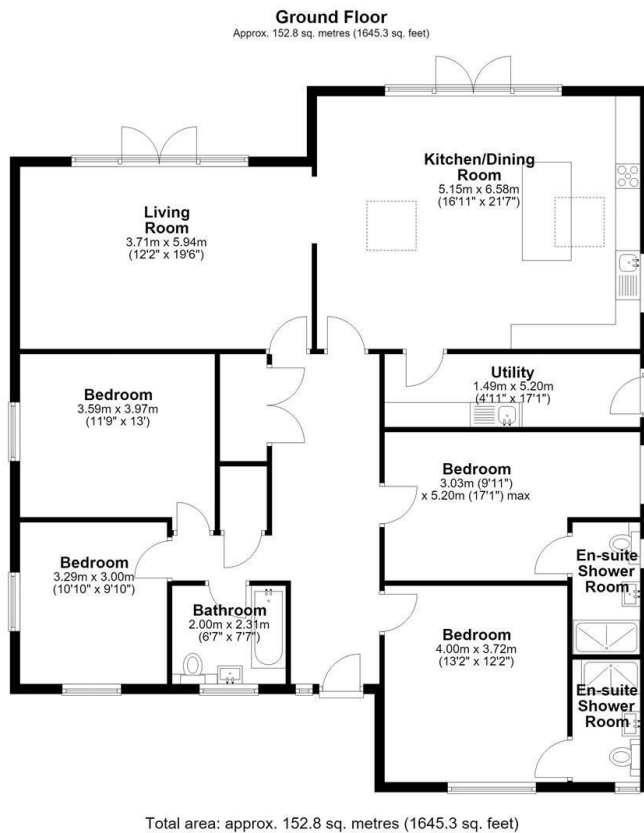 Ground Floor
Approx. 152.8 sq. metres (1645.3 sq. feet)
Kitchen/Dining
Room
5.15m x 6.58m
(16'11" x 21'7")
Living
Room
3.71m x 5.94m
(12'2" x 19'6")
Utility
1.49m x 5.20m
(4'11" x 17'1")
Bedroom
3.59m x 3.97m
(11'9" x 13')
Bedroom
3.03m (9'11")
x 5.20m (17'1") max
Bedroom
3.29m x 3.00m
(10'10" x 9'10")
En-suite
Shower
Room
Bathroom
2.00m x 2.31m
(6'7" x 7'7")
Bedroom
4.00m x 3.72m
(13'2" x 12'2")
En-suite
Shower
Room
Total area: approx. 152.8 sq. metres (1645.3 sq. feet)